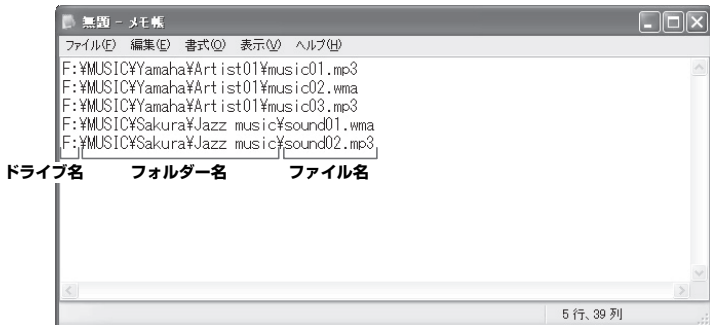 無題 - メモ帳
ファイル(F) 編集(E) 書式(O) 表示(V) ヘルプ(H)
F:¥MUSIC¥Yamaha¥Artist01¥music01.mp3
F:¥MUSIC¥Yamaha¥Artist01¥music02.wma
F:¥MUSIC¥Yamaha¥Artist01¥music03.mp3
F:¥MUSIC¥Sakura¥Jazz music¥sound01.wma
F:¥MUSIC¥Sakura¥Jazz music¥sound02.mp3
ドライブ名 フォルダー名 ファイル名
5 行、39 列